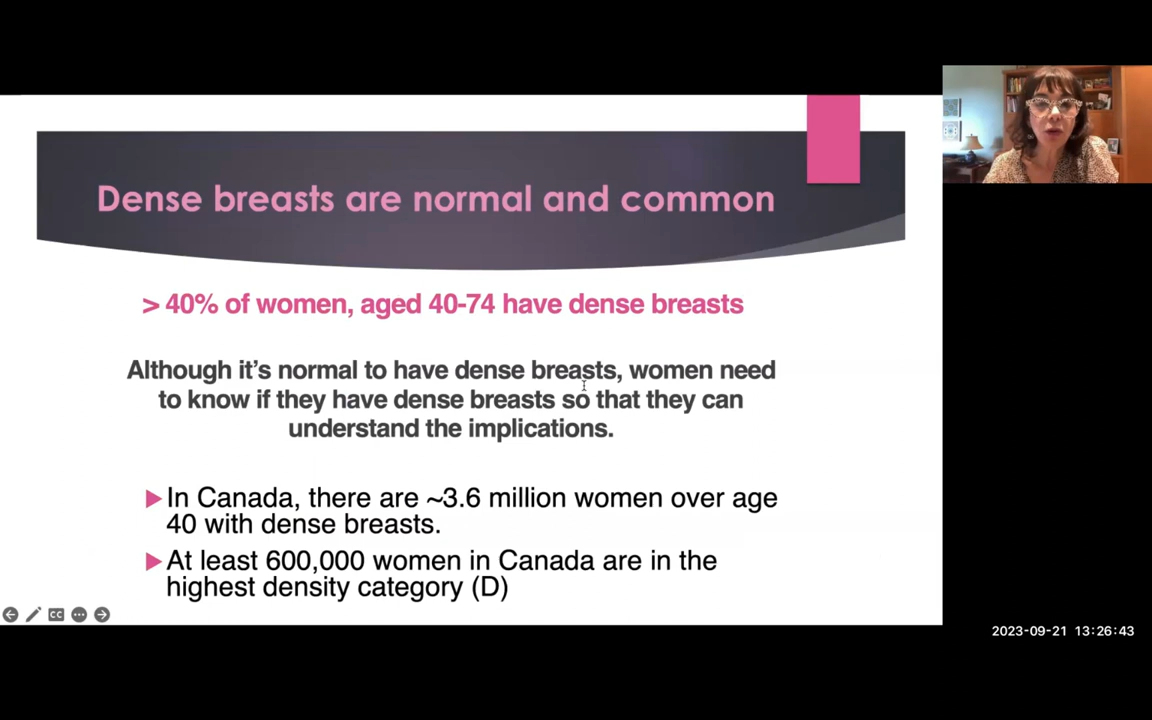 Dense breasts are normal and common
> 40% of women, aged 40-74 have dense breasts
Although it’s normal to have dense breasts, women need
to know if they have dense breasts so that they can
understand the implications.
In Canada, there are ~3.6 million women over age
40 with dense breasts.
At least 600,000 women in Canada are in the
highest density category (D)
CC
2023-09-21 13:26:43